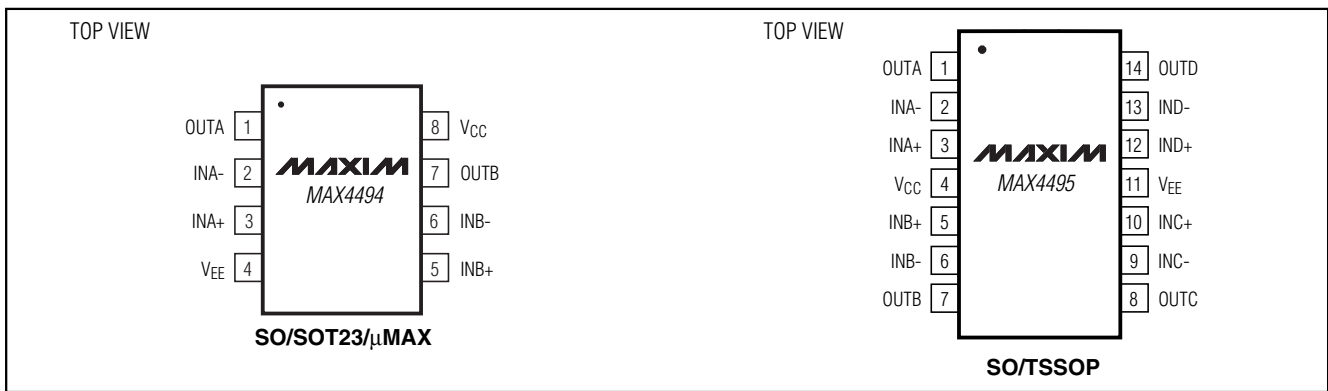 TOP VIEW
OUTA 1
INA- 2
INA+ 3
VEE 4
8 VCC
7 OUTB
6 INB-
5 INB+
MAXIM
MAX4494
SO/SOT23/μMAX
TOP VIEW
OUTA 1
INA- 2
INA+ 3
VCC 4
INB+ 5
INB- 6
OUTB 7
14 OUTD
13 IND-
12 IND+
11 VEE
10 INC+
9 INC-
8 OUTC
MAXIM
MAX4495
SO/TSSOP